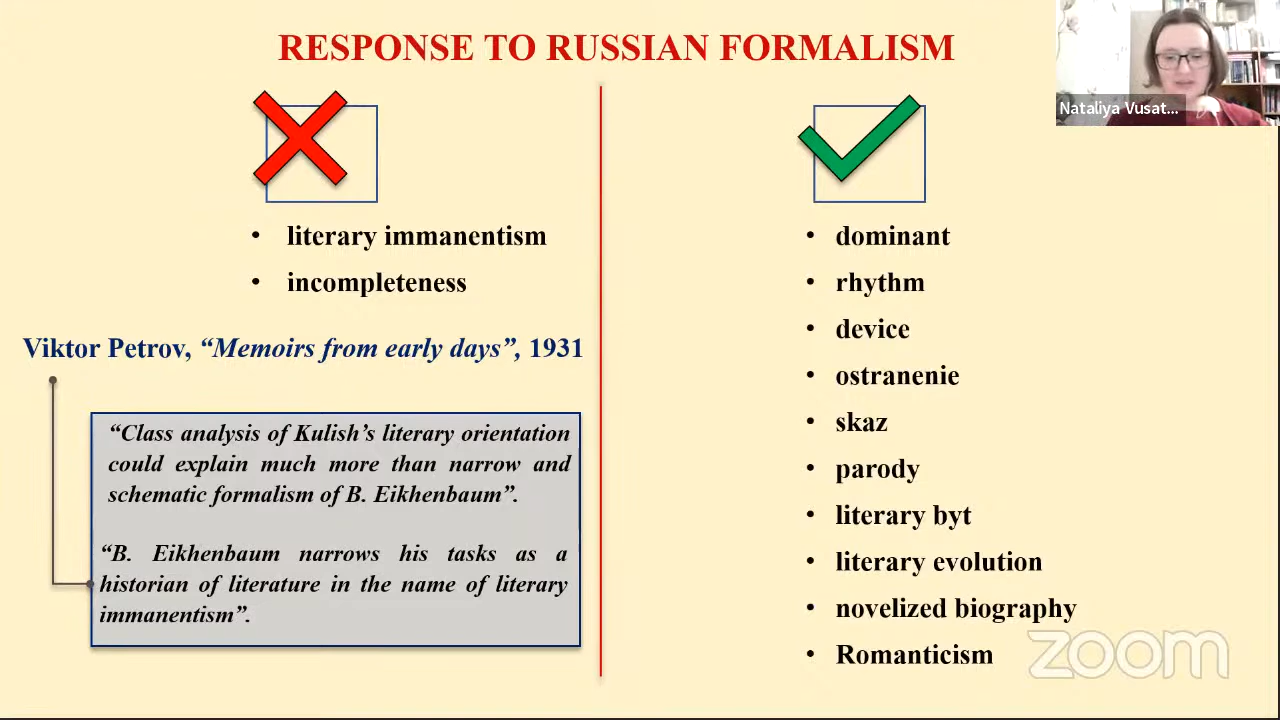 RESPONSE TO RUSSIAN FORMALISM
Nataliya Vusat...
• literary immanentism
• incompleteness
Viktor Petrov, “Memoirs from early days”, 1931
“Class analysis of Kulish’s literary orientation
could explain much more than narrow and
schematic formalism of B. Eikhenbaum”.
“B. Eikhenbaum narrows his tasks as a
historian of literature in the name of literary
immanentism”.
• dominant
• rhythm
• device
• ostranenie
• skaz
• parody
• literary byt
• literary evolution
• novelized biography
• Romanticism
zoom